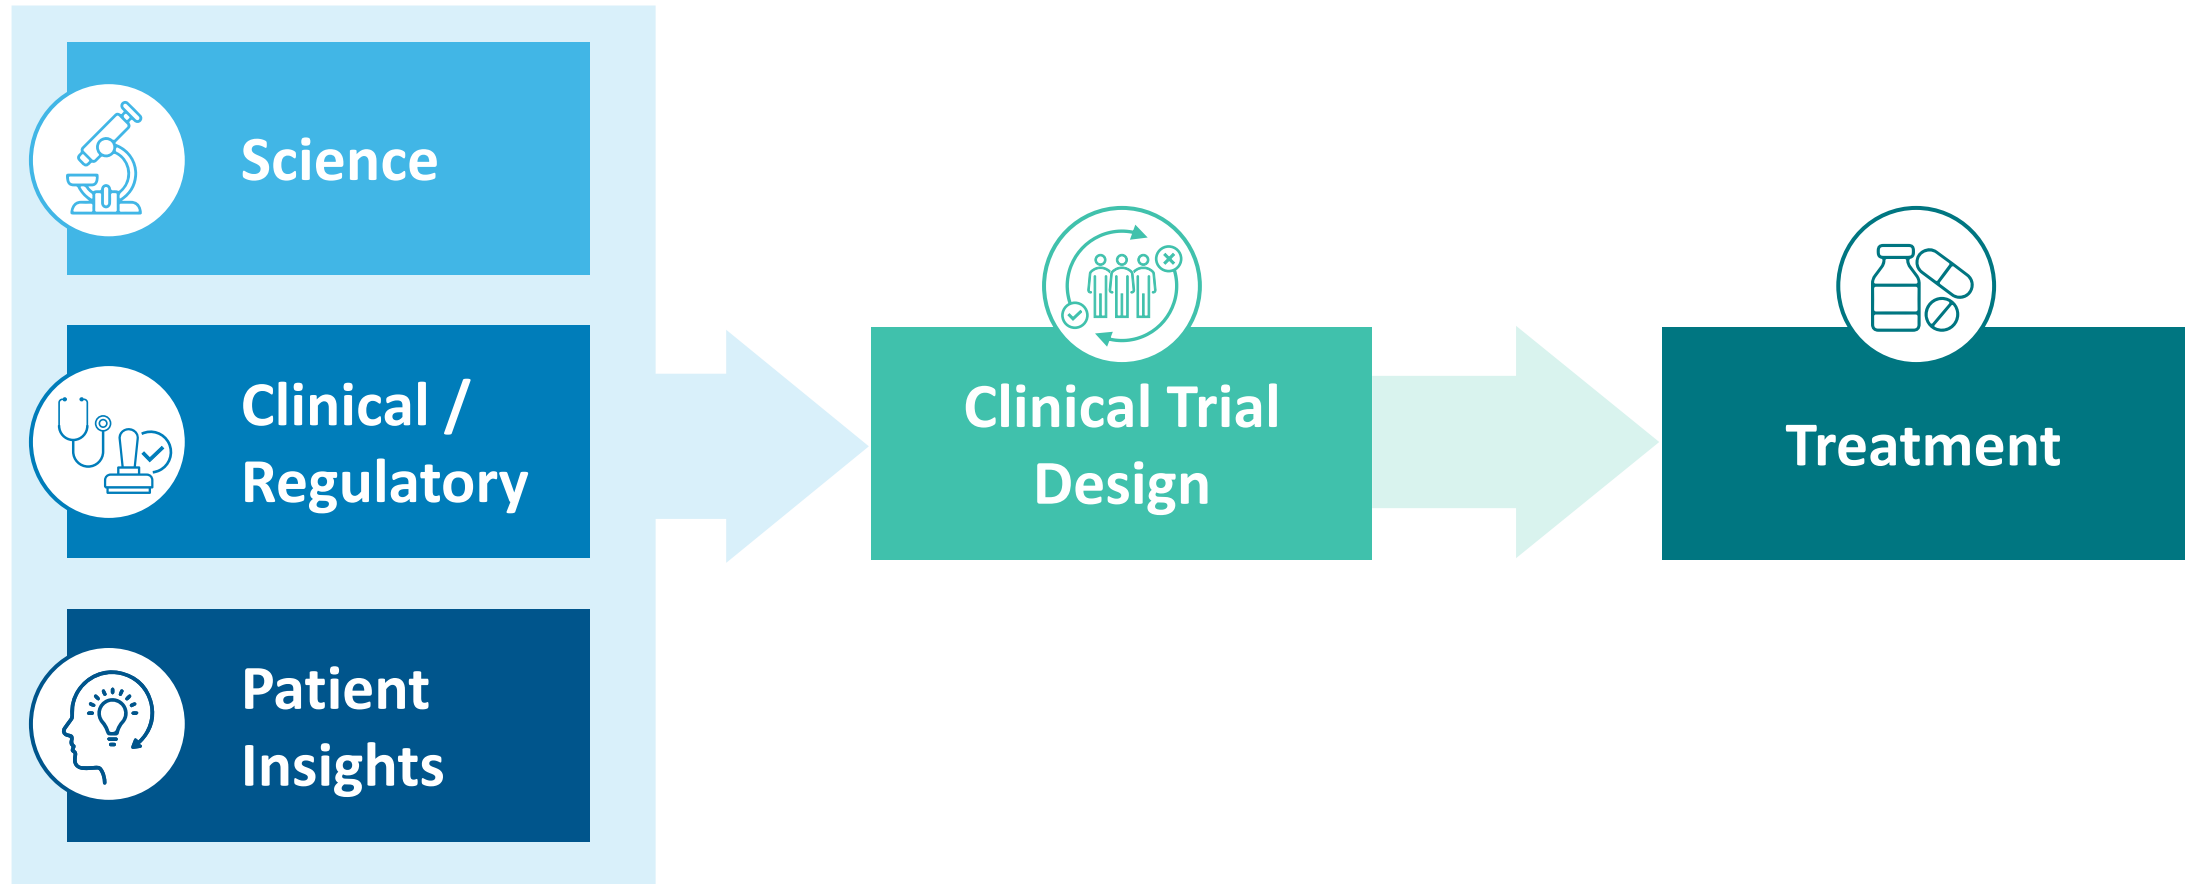 Science
Clinical /
Regulatory
Patient
Insights
Clinical Trial
Design
Treatment